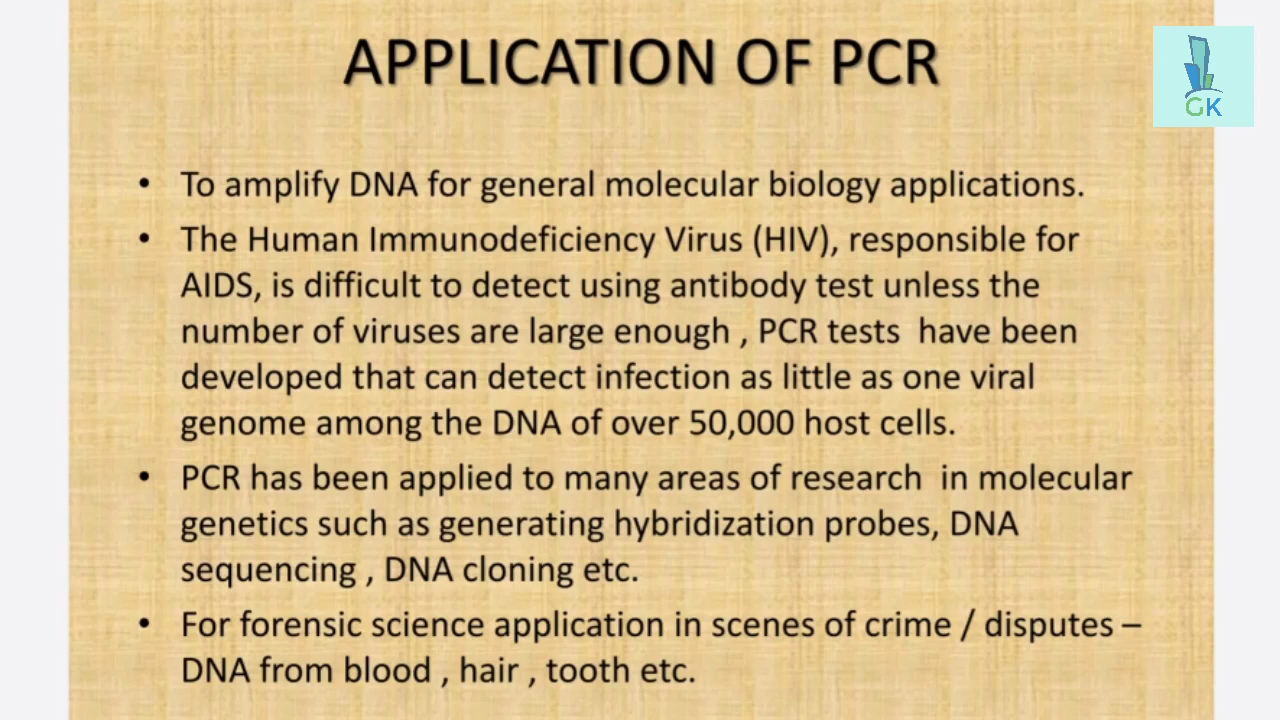 APPLICATION OF PCR
GK
• To amplify DNA for general molecular biology applications.
• The Human Immunodeficiency Virus (HIV), responsible for
AIDS, is difficult to detect using antibody test unless the
number of viruses are large enough , PCR tests  have been
developed that can detect infection as little as one viral
genome among the DNA of over 50,000 host cells.
• PCR has been applied to many areas of research  in molecular
genetics such as generating hybridization probes, DNA
sequencing , DNA cloning etc.
• For forensic science application in scenes of crime / disputes –
DNA from blood , hair , tooth etc.